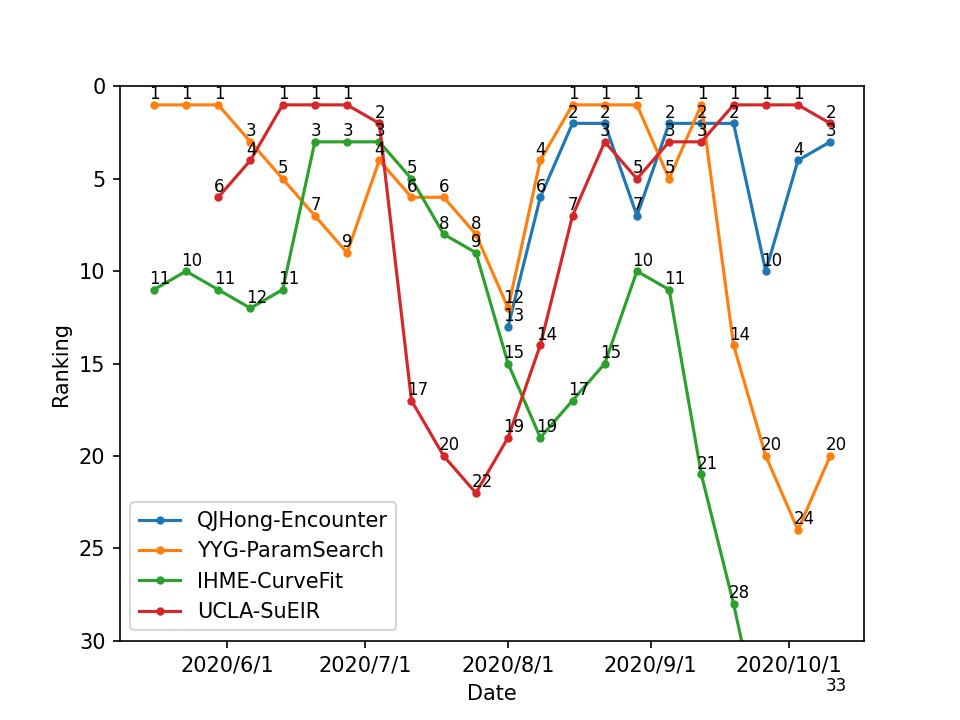 0
1 1 1 1 1 1 1 1 1 1 1 1 1
2 2 2 2 2 2 2
3 3 3 3 3 3 3 3
4 4 4 4
5 5 5 5
5
6 6 6 6
7 7 7
8 8
9 9
10 10 10
10
11 11 11 11
12 12
13
14 14
15 15
15
17 17
19 19
20 20 20
20
21
22
24
25
28
30
Ranking
QJHong-Encounter
YYG-ParamSearch
IHME-CurveFit
UCLA-SuEIR
2020/6/1 2020/7/1 2020/8/1 2020/9/1 2020/10/1
33
Date